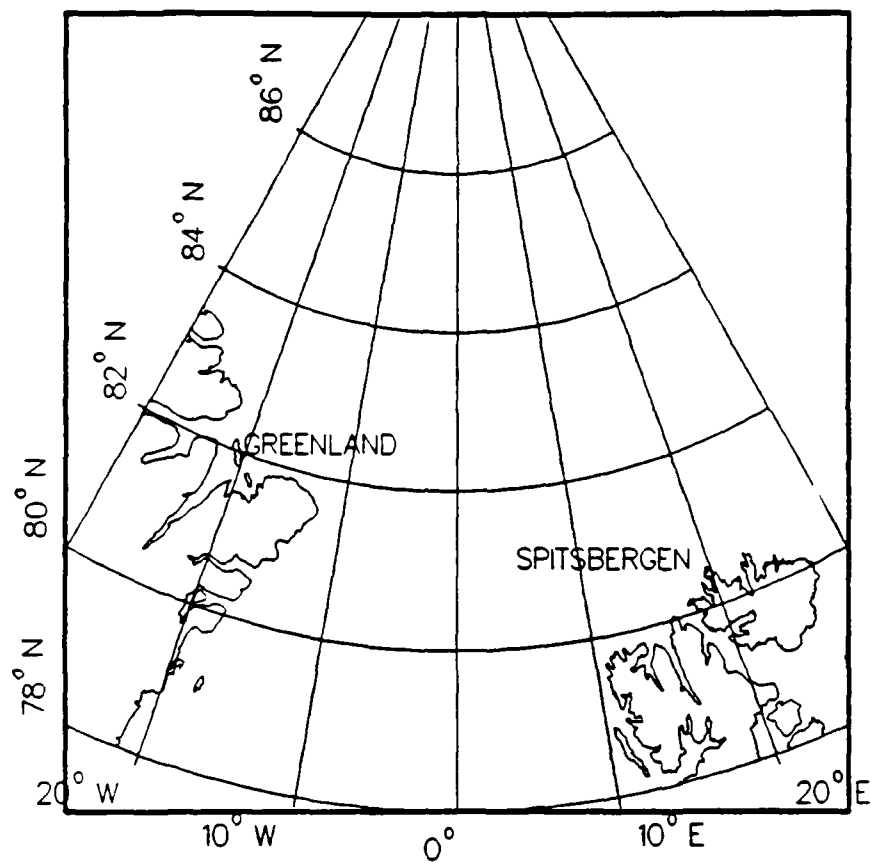 86° N
84° N
82° N
GREENLAND
80° N
SPITSBERGEN
78° N
20° W
20° E
10° W
0°
10° E